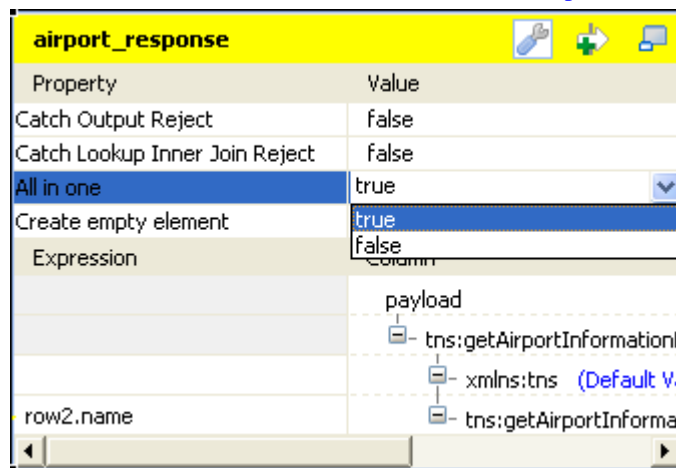 airport_response
Property Value
Catch Output Reject false
Catch Lookup Inner Join Reject false
All in one true
Create empty element true
false
Expression Column
payload
tns:getAirportInformation
xmlns:tns (Default
row2.name tns:getAirportInforma